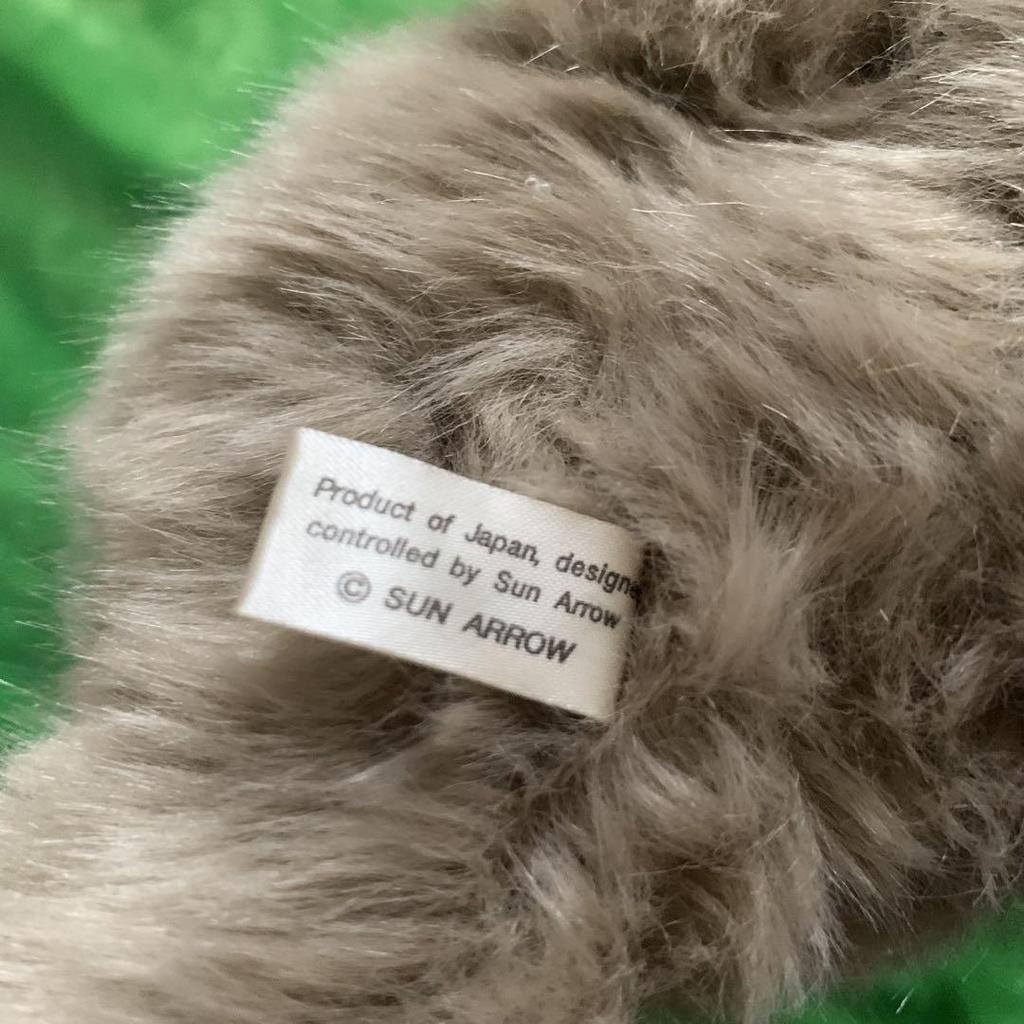 Product of Japan, designe
controlled by Sun Arrow
© SUN ARROW